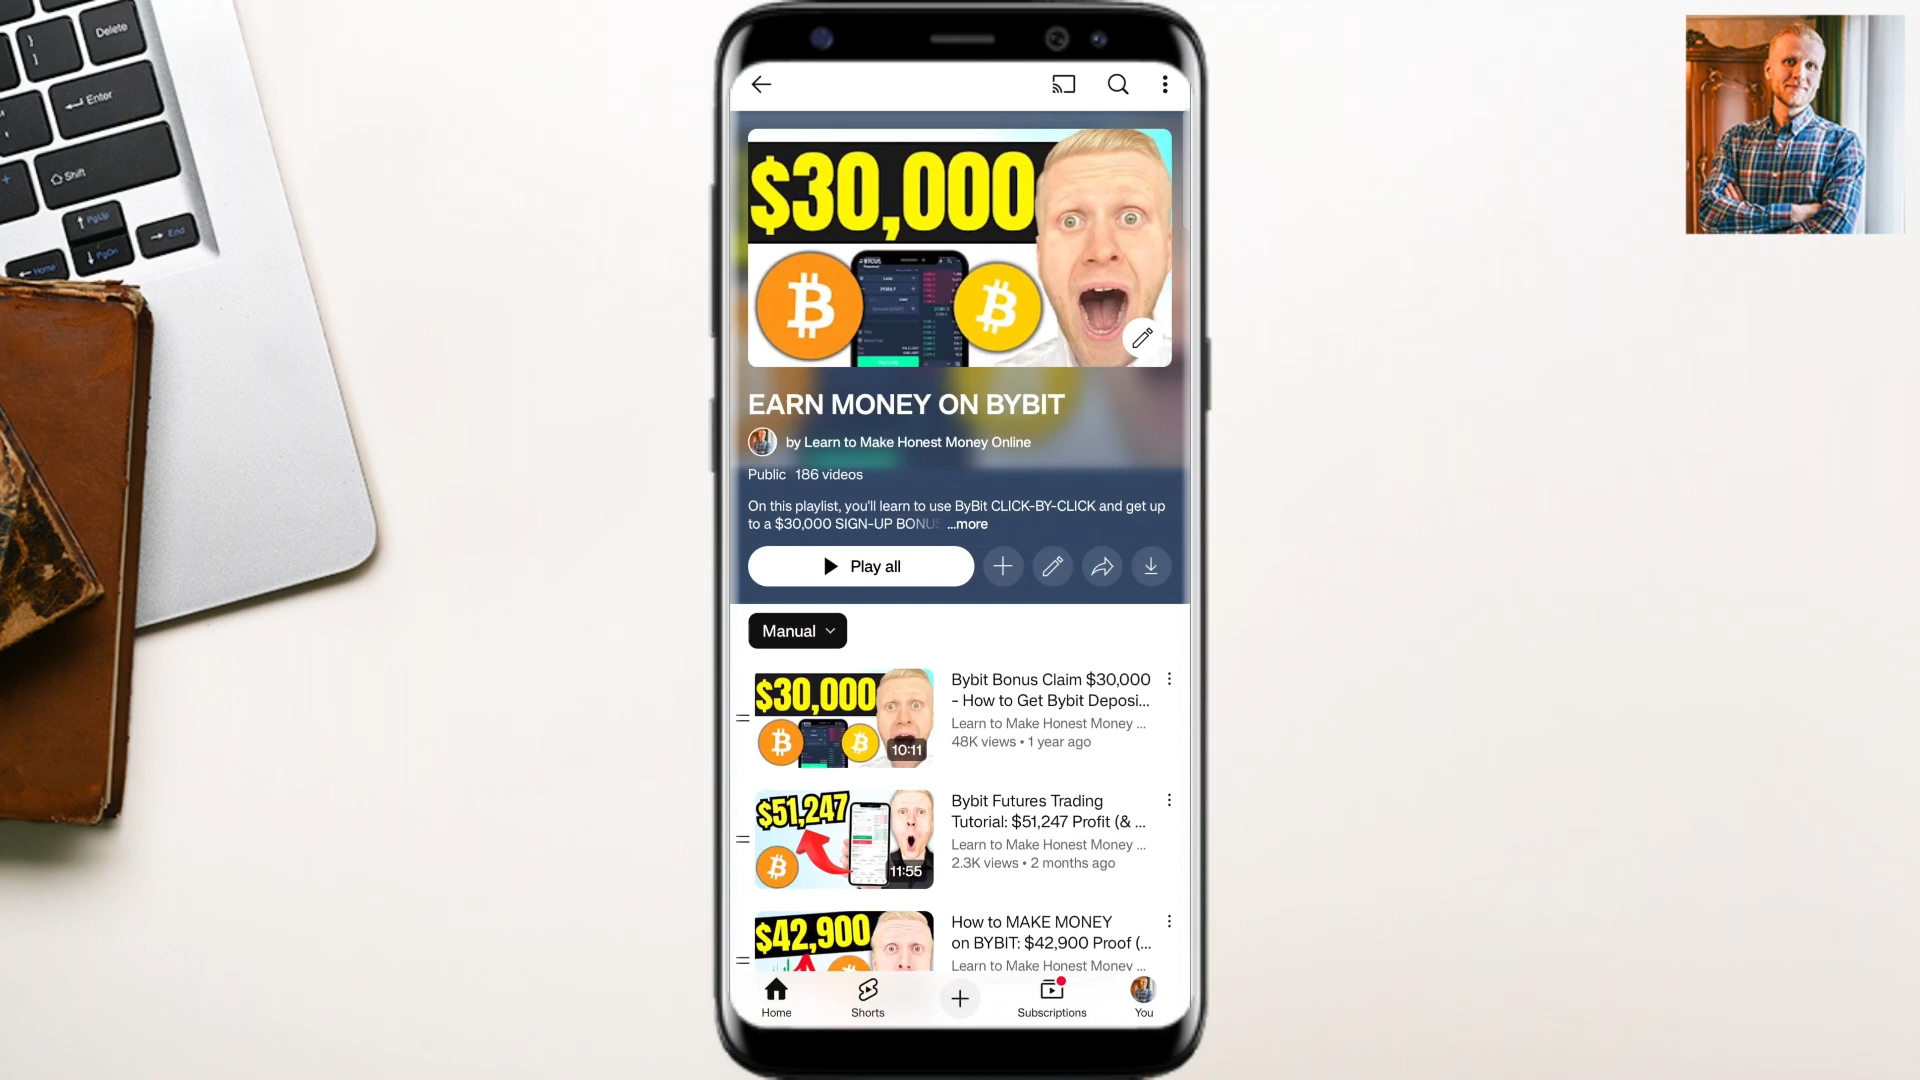 Delete
Enter
Shift
PgUp
End
Home
PgDn
$30,000
EARN MONEY ON BYBIT
by Learn to Make Honest Money Online
Public 186 videos
On this playlist, you'll learn to use ByBit CLICK-BY-CLICK and get up
to a $30,000 SIGN-UP BONUS ...more
Play all
Manual
$30,000
10:11
Bybit Bonus Claim $30,000
- How to Get Bybit Deposi...
Learn to Make Honest Money ...
48K views • 1 year ago
$51,247
11:55
Bybit Futures Trading
Tutorial: $51,247 Profit (& ...
Learn to Make Honest Money ...
2.3K views • 2 months ago
$42,900
How to MAKE MONEY
on BYBIT: $42,900 Proof (...
Learn to Make Honest Money ...
Home
Shorts
Subscriptions
You